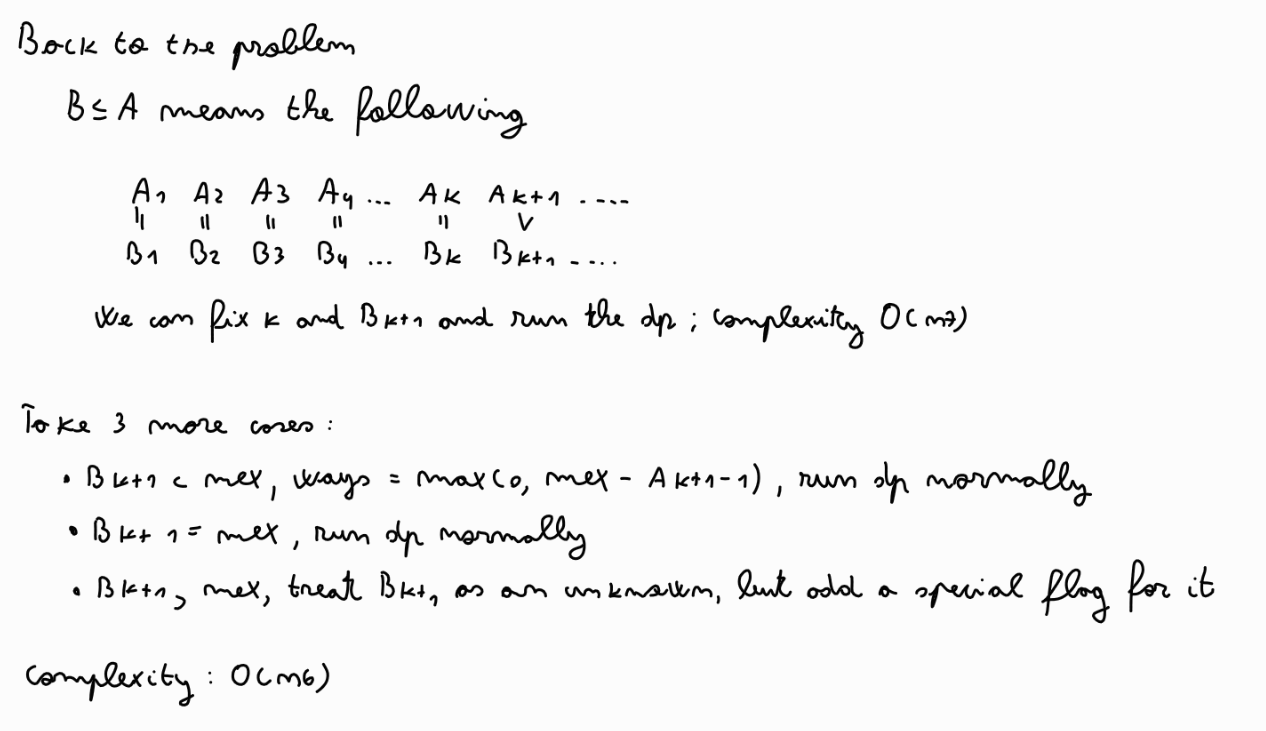 Back to the problem
B ≤ A means the following
A1 A2 A3 A4 ... Ak Ak+1 .----
|| || || || || V
B1 B2 B3 B4 ... Bk Bk+1 -....
We can fix k and Bk+1 and run the dp ; complexity O(n7)
Take 3 more cases :
• Bk+1 < mex, ways = max(0, mex - Ak+1 - 1) , run dp normally
• Bk+1 = mex, run dp normally
• Bk+1 > mex, treat Bk+1 as an unknown, but add a special flag for it
Complexity : O(n6)